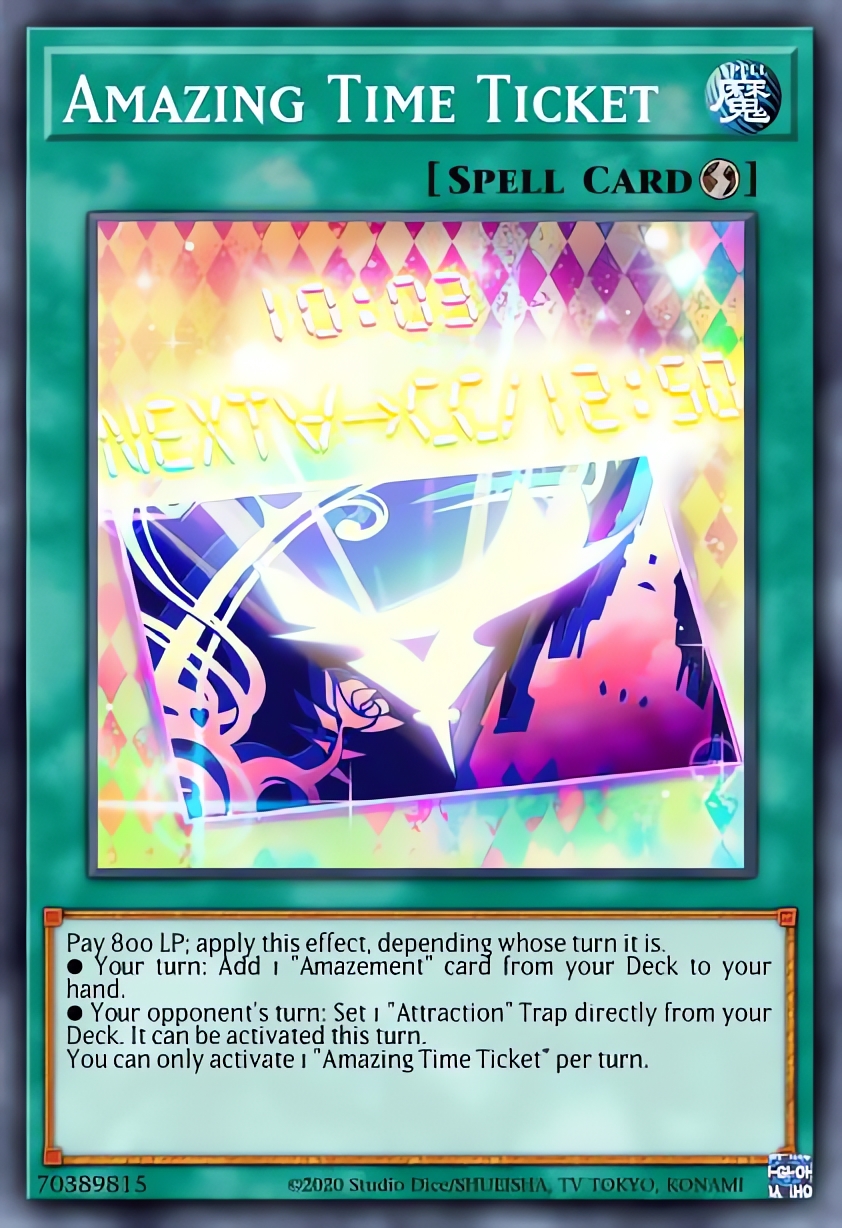 AMAZING TIME TICKET
魔
[SPELL CARD]
10:03
NEXT∀→CC/12:50
Pay 800 LP; apply this effect, depending whose turn it is.
● Your turn: Add 1 "Amazement" card from your Deck to your
hand.
● Your opponent's turn: Set 1 "Attraction" Trap directly from your
Deck. It can be activated this turn.
You can only activate 1 "Amazing Time Ticket" per turn.
70389815
©2020 Studio Dice/SHUEISHA, TV TOKYO, KONAMI